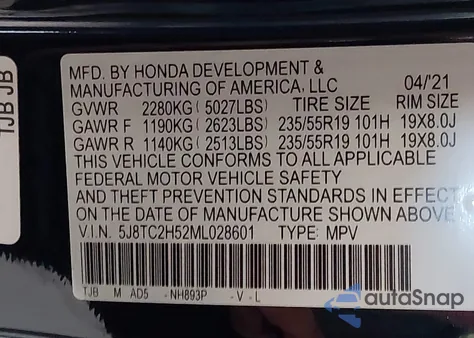 TJB JB
MFD. BY HONDA DEVELOPMENT &
MANUFACTURING OF AMERICA, LLC 04/'21
GVWR 2280KG (5027LBS) TIRE SIZE RIM SIZE
GAWR F 1190KG (2623LBS) 235/55R19 101H 19X8.0J
GAWR R 1140KG (2513LBS) 235/55R19 101H 19X8.0J
THIS VEHICLE CONFORMS TO ALL APPLICABLE
FEDERAL MOTOR VEHICLE SAFETY
AND THEFT PREVENTION STANDARDS IN EFFECT
ON THE DATE OF MANUFACTURE SHOWN ABOVE
V.I.N. 5J8TC2H52ML028601 TYPE: MPV
TJB M AD5 -NH893P -V-L
autoSnap